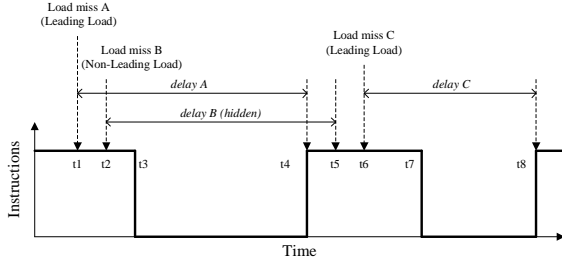 Load miss A
(Leading Load)
Load miss B
(Non-Leading Load)
Load miss C
(Leading Load)
delay A
delay C
delay B (hidden)
t1 t2 t3 t4 t5 t6 t7 t8
Instructions
Time